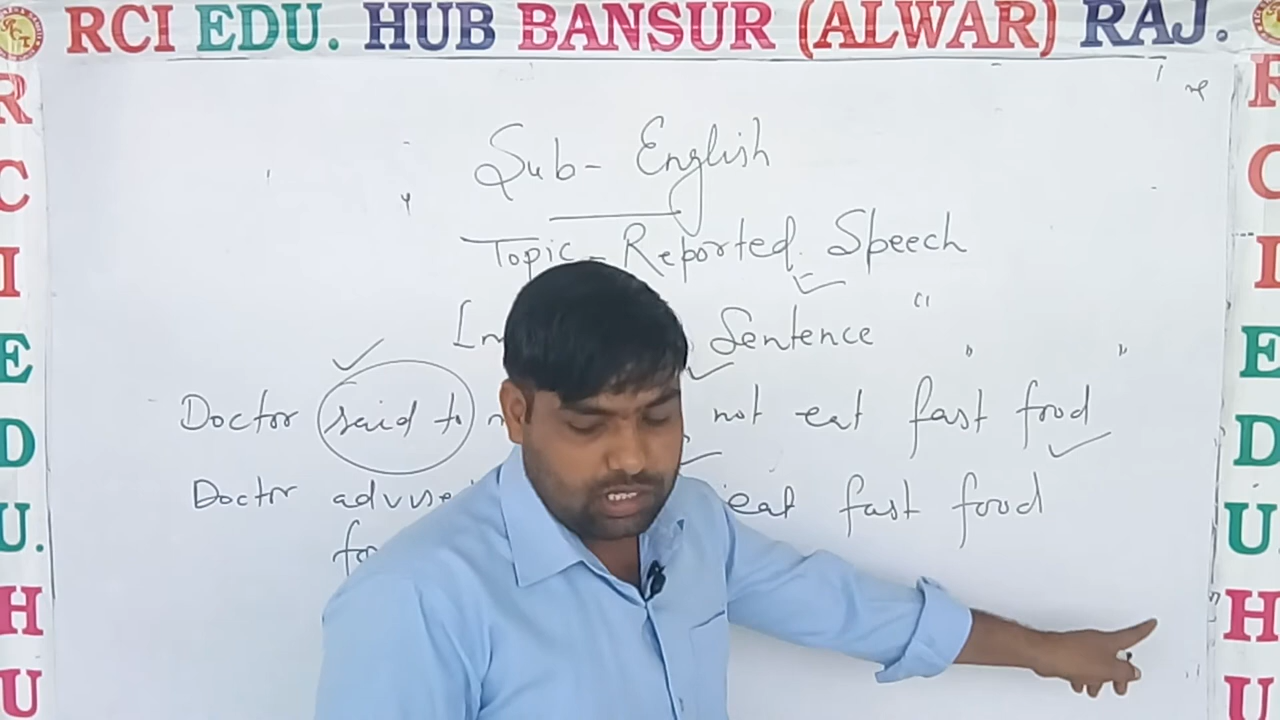 RCI EDU. HUB BANSUR (ALWAR) RAJ.
R
C
I
E
D
U.
H
U
Sub- English
Topic- Reported Speech
Sentence
Doctor said to not eat fast food
Doctor eat fast food
R
C
I
E
D
U.
H
U